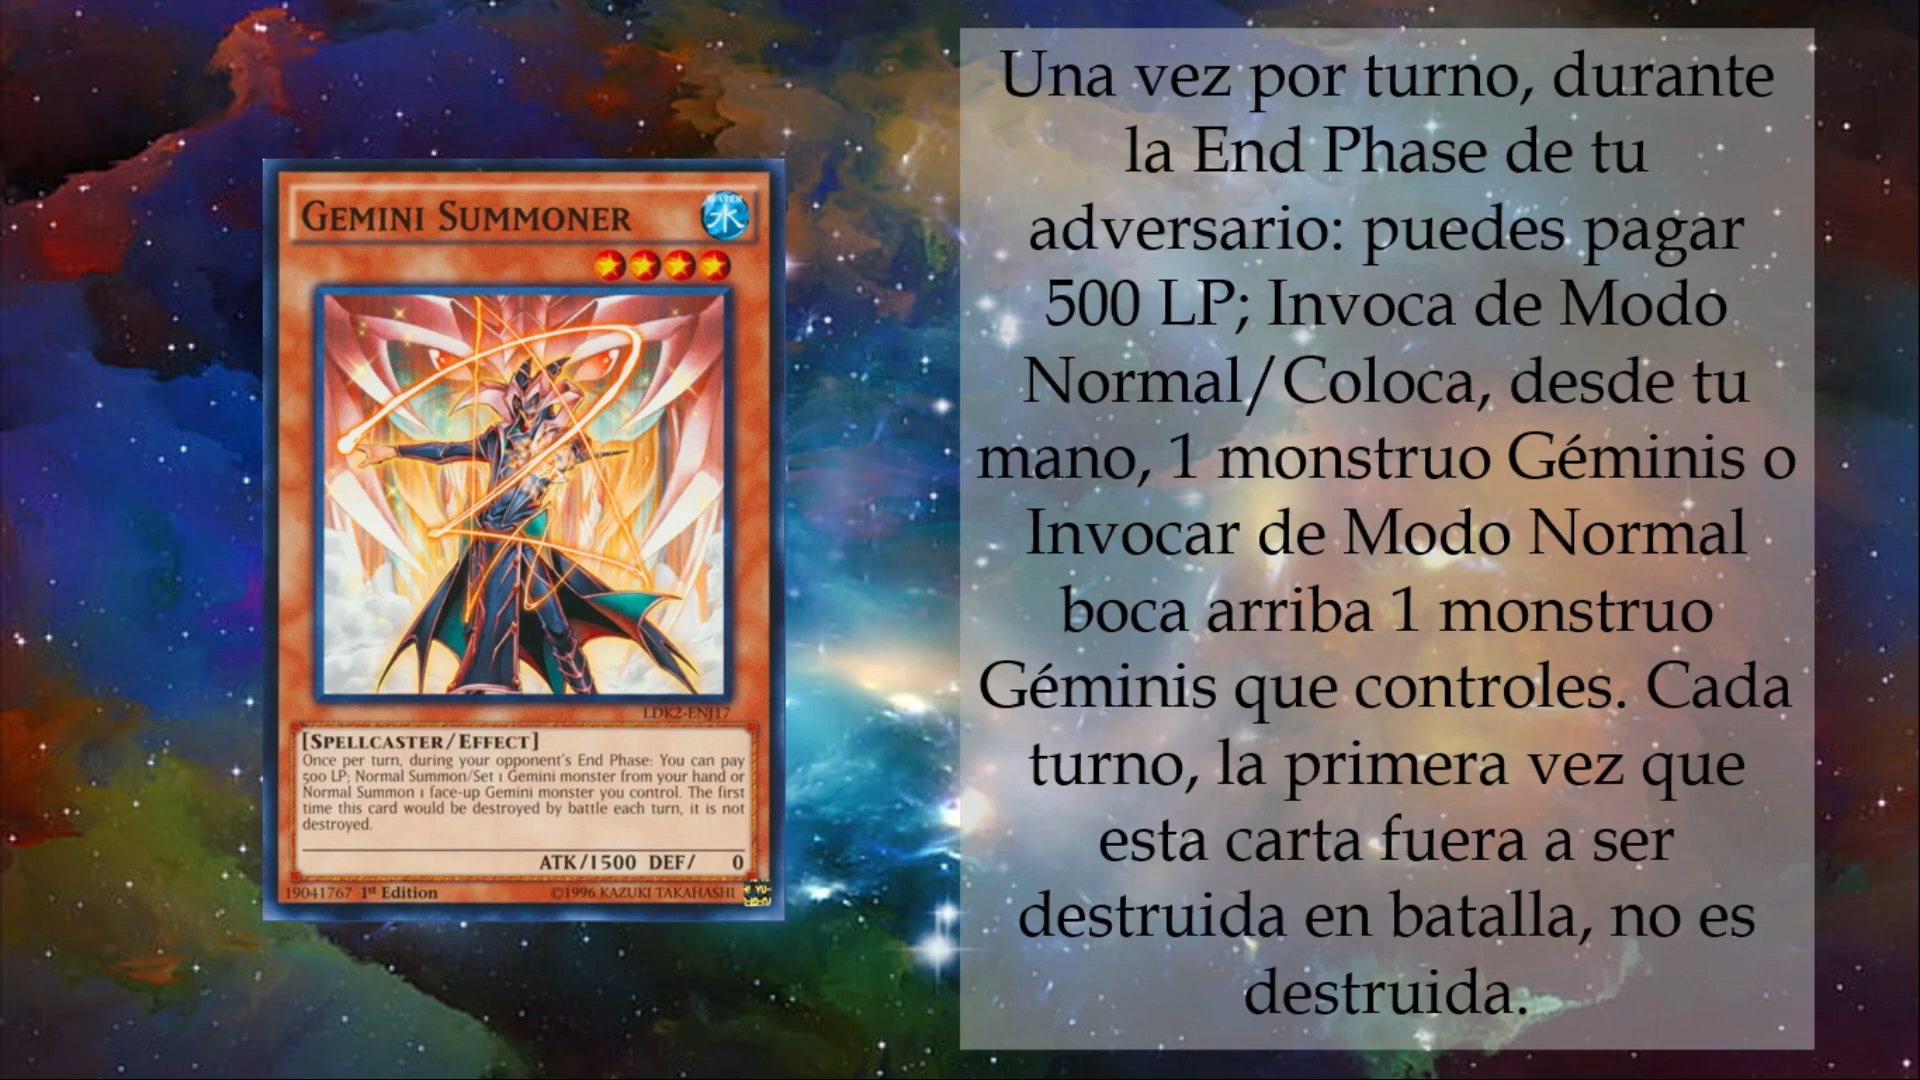 GEMINI SUMMONER
WATER
水
LDK2-ENJ17
[SPELLCASTER/EFFECT]
Once per turn, during your opponent's End Phase: You can pay
500 LP; Normal Summon/Set 1 Gemini monster from your hand or
Normal Summon 1 face-up Gemini monster you control. The first
time this card would be destroyed by battle each turn, it is not
destroyed.
ATK/1500 DEF/ 0
19041767 1st Edition ©1996 KAZUKI TAKAHASHI
Una vez por turno, durante
la End Phase de tu
adversario: puedes pagar
500 LP; Invoca de Modo
Normal/Coloca, desde tu
mano, 1 monstruo Géminis o
Invocar de Modo Normal
boca arriba 1 monstruo
Géminis que controles. Cada
turno, la primera vez que
esta carta fuera a ser
destruida en batalla, no es
destruida.